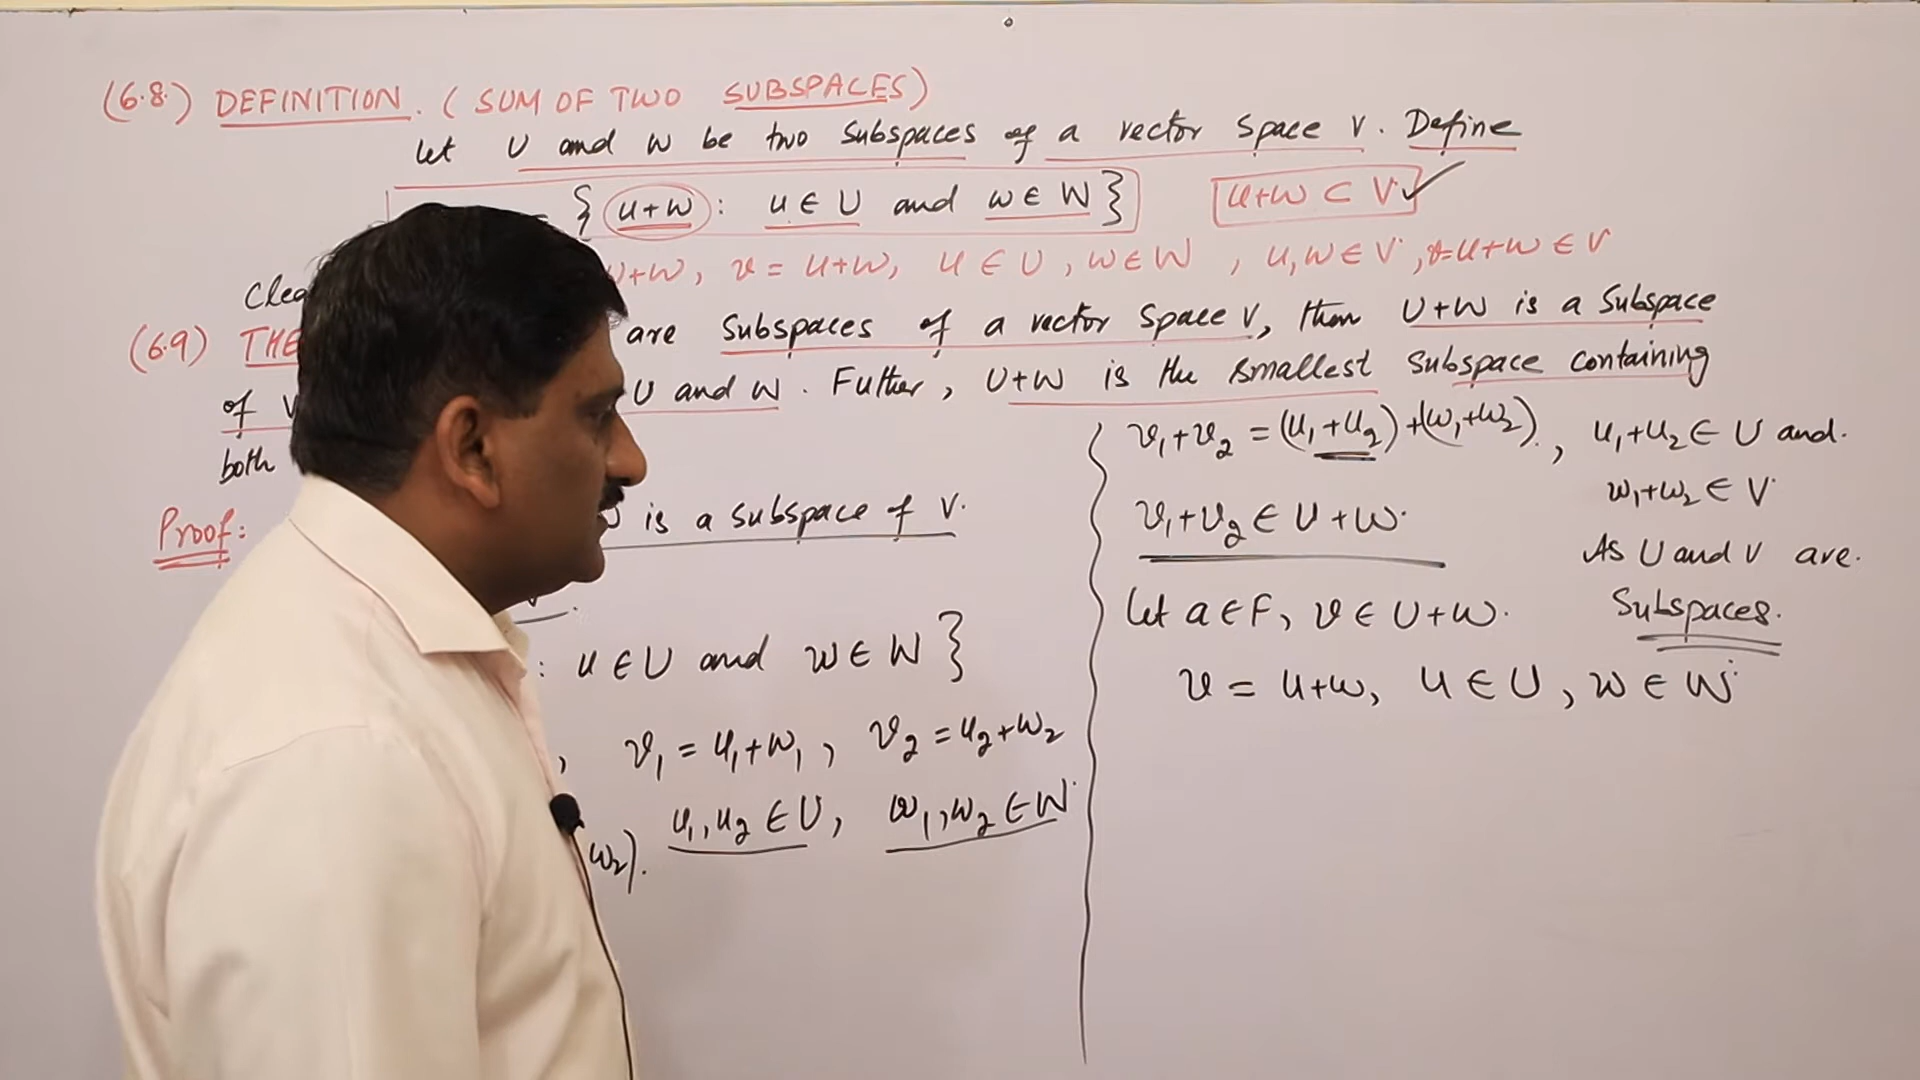 (6.8.) DEFINITION. (SUM OF TWO SUBSPACES)
Let U and W be two subspaces of a vector space V. Define
= { u+w : u ∈ U and w ∈ W } U+W ⊂ V ✓
U+W, v = u+w, u ∈ U, w ∈ W, u,w ∈ V, v=u+w ∈ V
(6.9) are subspaces of a vector space V, then U+W is a subspace
of V U and W. Futher, U+W is the smallest subspace containing
both
Proof: is a subspace of V.
: u ∈ U and w ∈ W }
, v₁ = u₁+w₁, v₂ = u₂+w₂
u₁,u₂ ∈ U, w₁,w₂ ∈ W.
w₂).
v₁+v₂ = (u₁+u₂)+(w₁+w₂)., u₁+u₂ ∈ U and.
w₁+w₂ ∈ V.
v₁+v₂ ∈ U+W.
As U and V are.
Subspaces.
Let a ∈ F, v ∈ U+W.
v = u+w, u ∈ U, w ∈ W.